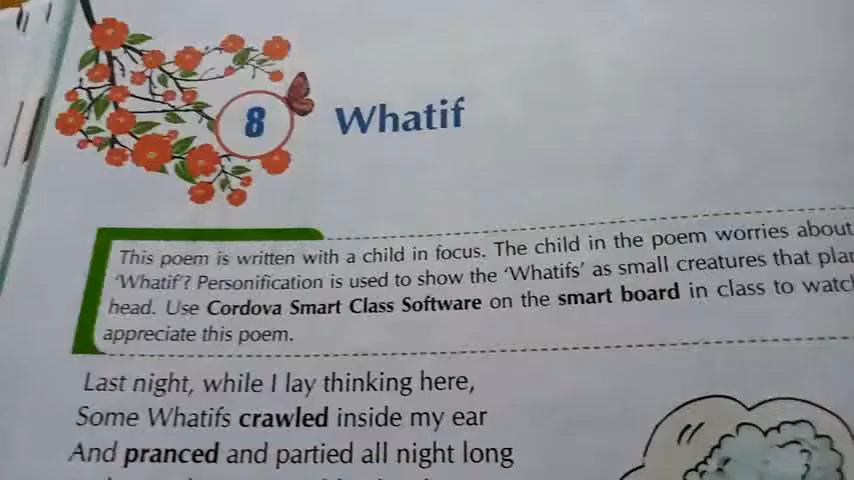 8
Whatif
This poem is written with a child in focus. The child in the poem worries about
'Whatif'? Personification is used to show the 'Whatifs' as small creatures that
head. Use Cordova Smart Class Software on the smart board in class to
appreciate this poem.
Last night, while I lay thinking here,
Some Whatifs crawled inside my ear
And pranced and partied all night long